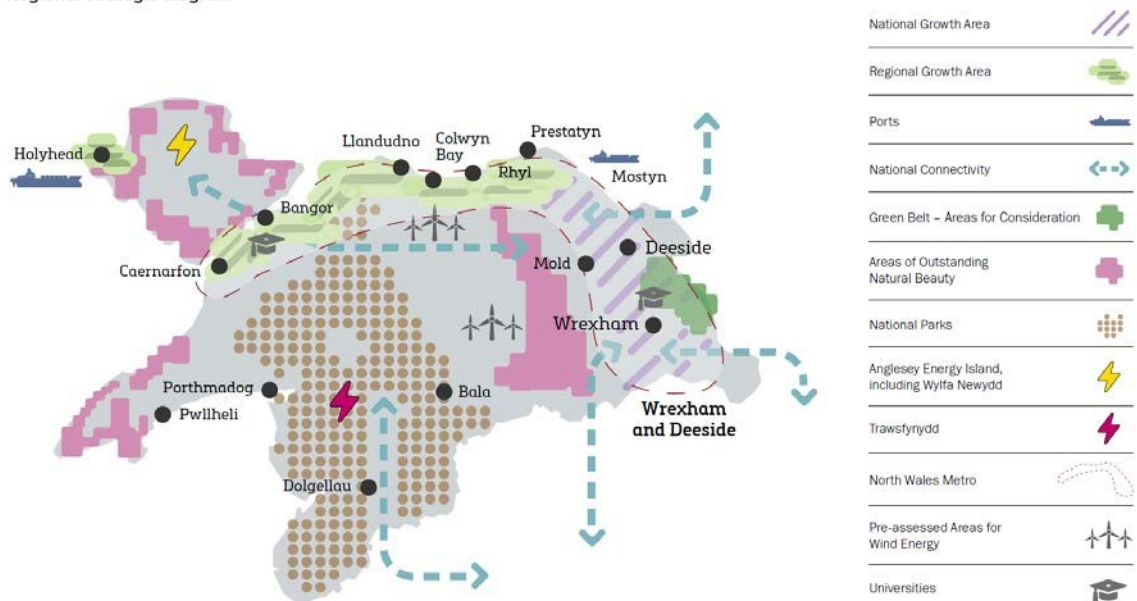 Regional Strategic Diagram
Holyhead
Llandudno
Colwyn
Bay
Prestatyn
Rhyl
Mostyn
Bangor
Caernarfon
Mold
Deeside
Wrexham
Porthmadog
Pwllheli
Bala
Wrexham
and Deeside
Dolgellau
National Growth Area
Regional Growth Area
Ports
National Connectivity
Green Belt – Areas for Consideration
Areas of Outstanding
Natural Beauty
National Parks
Anglesey Energy Island,
including Wylfa Newydd
Trawsfynydd
North Wales Metro
Pre-assessed Areas for
Wind Energy
Universities